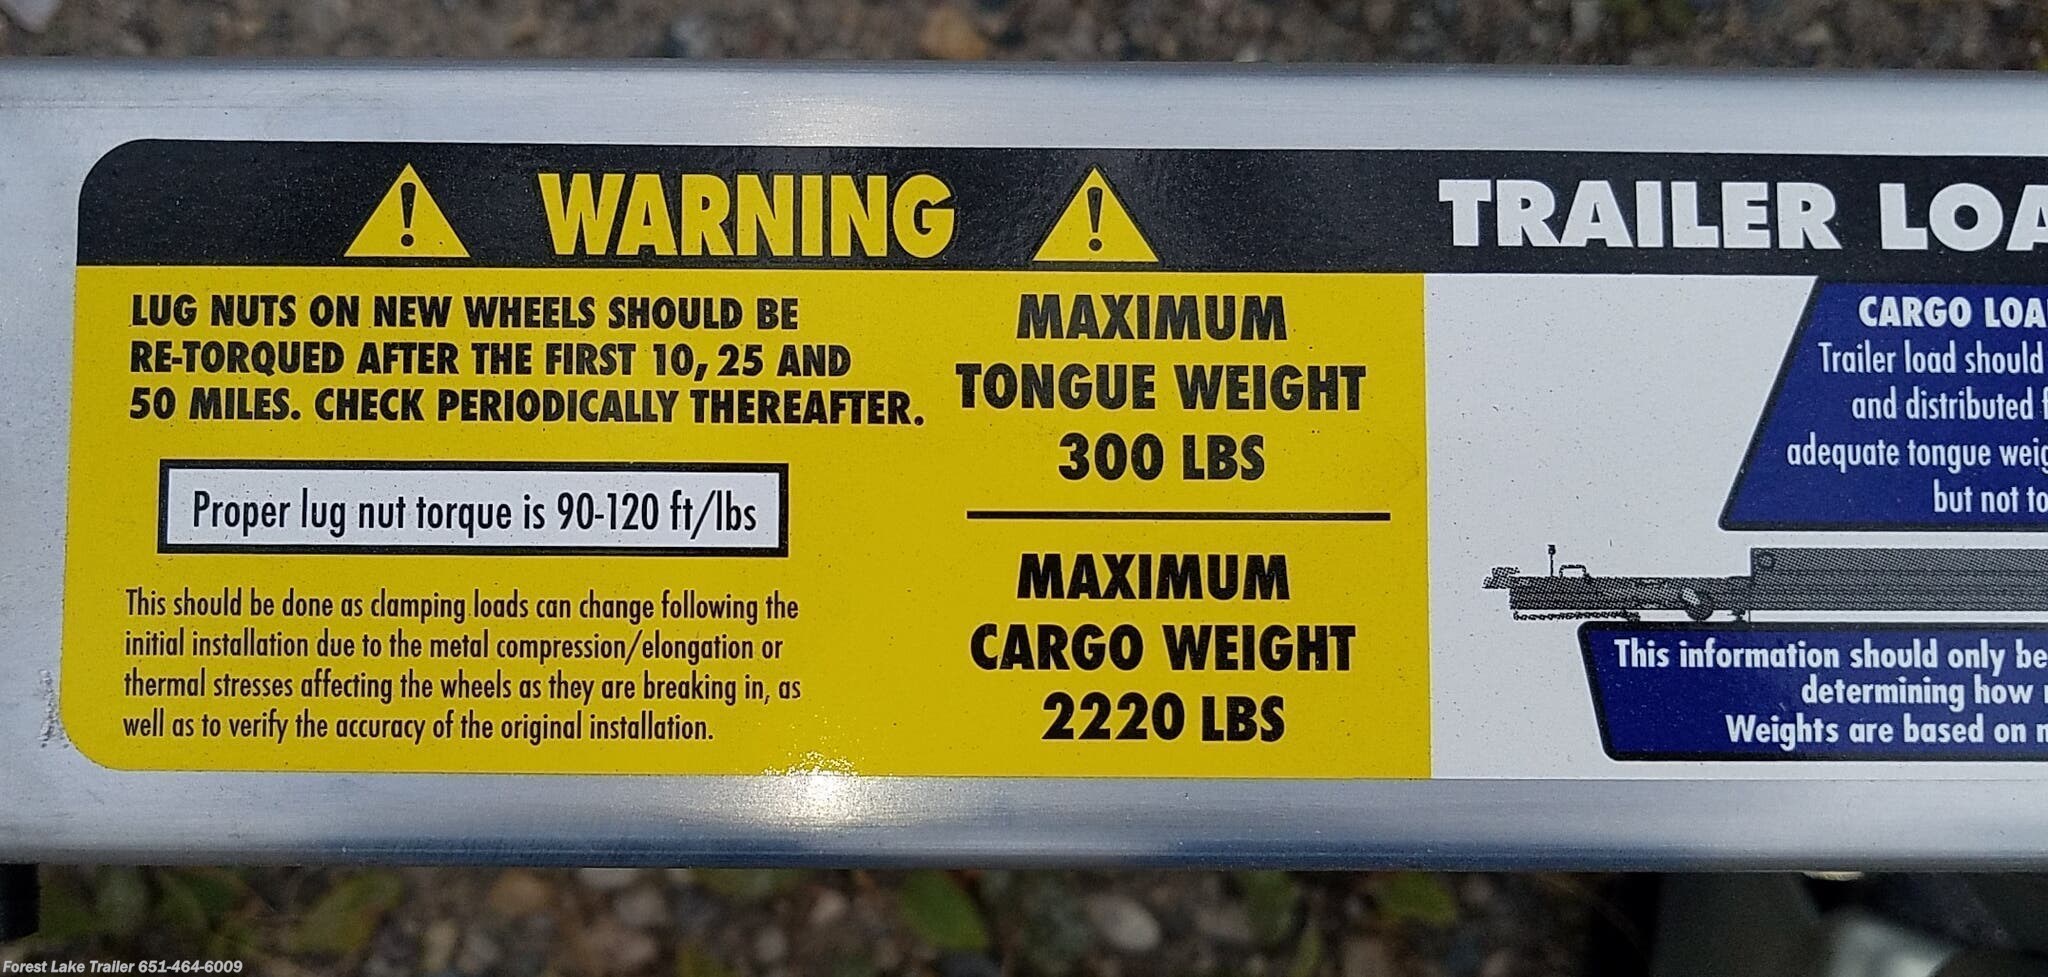 WARNING
LUG NUTS ON NEW WHEELS SHOULD BE
RE-TORQUED AFTER THE FIRST 10, 25 AND
50 MILES. CHECK PERIODICALLY THEREAFTER.
Proper lug nut torque is 90-120 ft/lbs
This should be done as clamping loads can change following the
initial installation due to the metal compression/elongation or
thermal stresses affecting the wheels as they are breaking in, as
well as to verify the accuracy of the original installation.
MAXIMUM
TONGUE WEIGHT
300 LBS
MAXIMUM
CARGO WEIGHT
2220 LBS
TRAILER
CARGO
Trailer load should
and distributed
adequate tongue
but not
This information should only be
determining how
Weights are based on
Forest Lake Trailer 651-464-6009